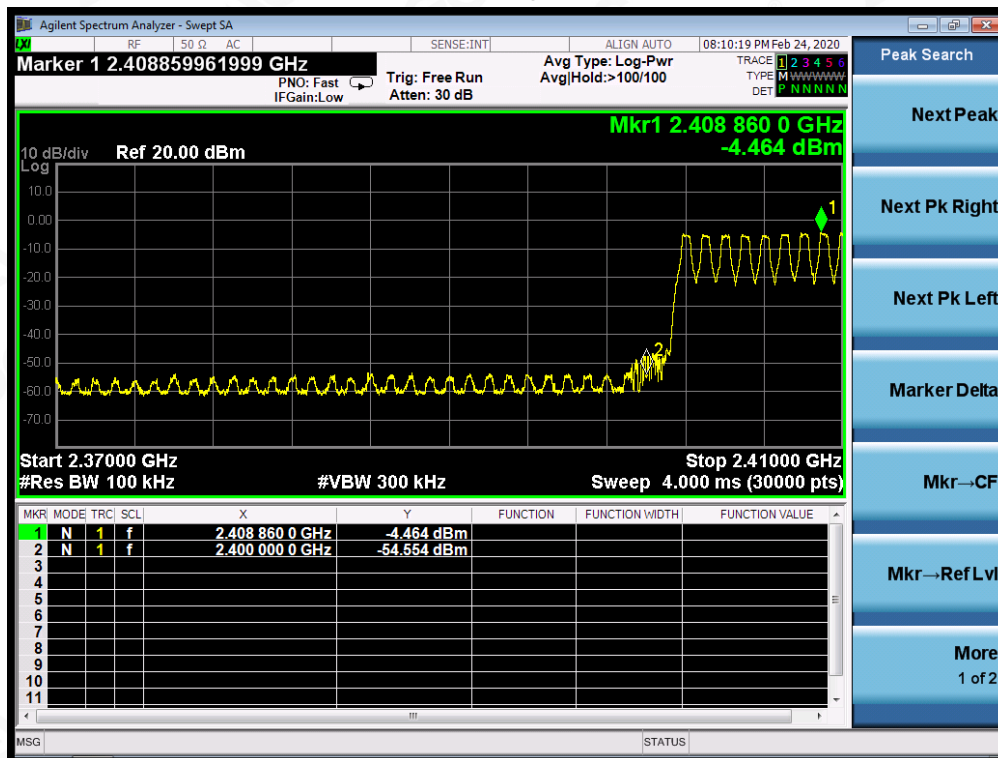 Agilent Spectrum Analyzer - Swept SA
LXI RF 50 Ω AC SENSE:INT ALIGN AUTO 08:10:19 PM Feb 24, 2020
Marker 1 2.408859961999 GHz
PNO: Fast
IFGain:Low
Trig: Free Run
Atten: 30 dB
Avg Type: Log-Pwr
Avg|Hold:>100/100
TRACE 1 2 3 4 5 6
TYPE M WWWWW
DET P N N N N N
Mkr1 2.408 860 0 GHz
-4.464 dBm
10 dB/div Ref 20.00 dBm
Log
10.0
0.00
-10.0
-20.0
-30.0
-40.0
-50.0
-60.0
-70.0
1
2
Start 2.37000 GHz Stop 2.41000 GHz
#Res BW 100 kHz #VBW 300 kHz Sweep 4.000 ms (30000 pts)
MKR MODE TRC SCL X Y FUNCTION FUNCTION WIDTH FUNCTION VALUE
1 N 1 f 2.408 860 0 GHz -4.464 dBm
2 N 1 f 2.400 000 0 GHz -54.554 dBm
3
4
5
6
7
8
9
10
11
MSG STATUS
Peak Search
Next Peak
Next Pk Right
Next Pk Left
Marker Delta
Mkr→CF
Mkr→Ref Lvl
More
1 of 2